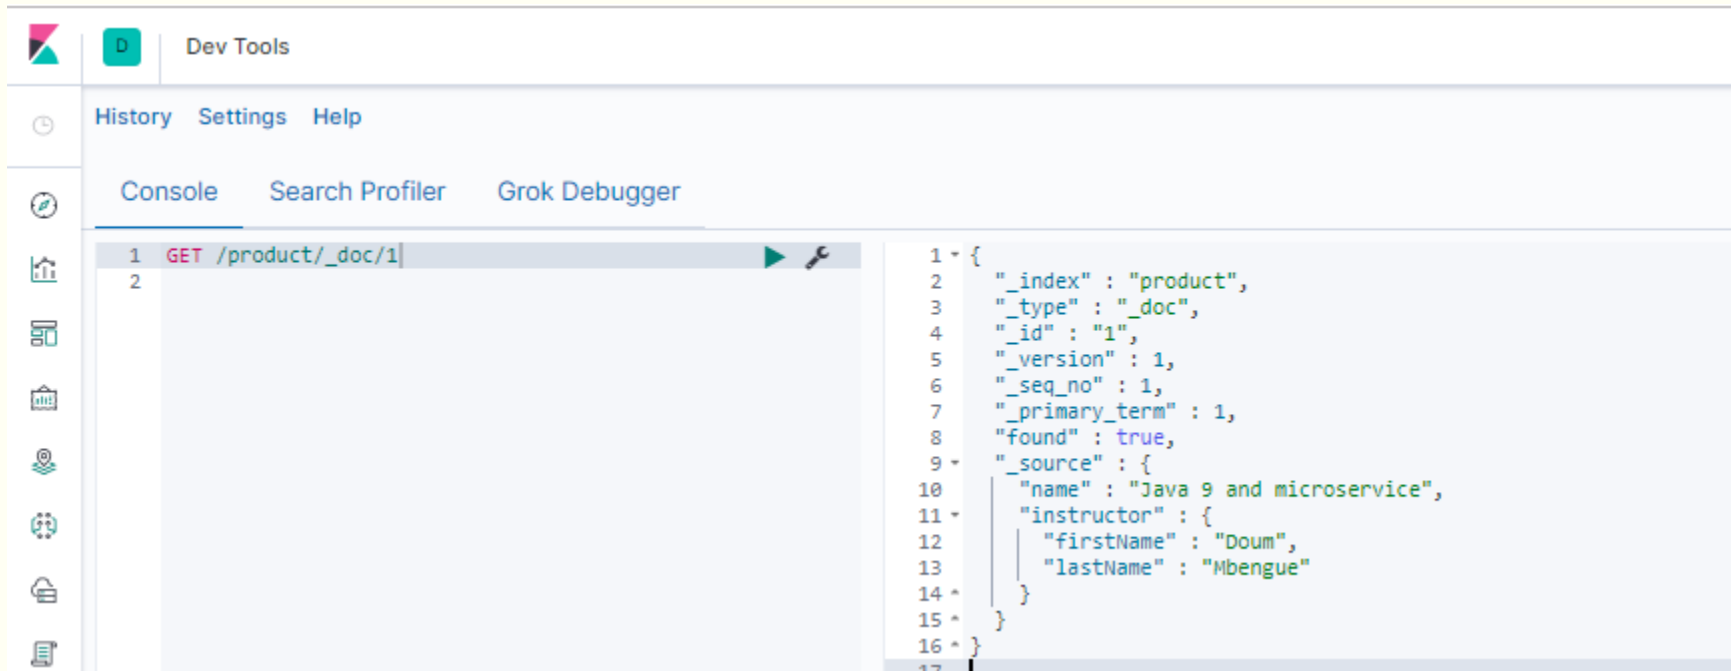 D Dev Tools
History Settings Help
Console Search Profiler Grok Debugger
1 GET /product/_doc/1
2
1 {
2 "_index" : "product",
3 "_type" : "_doc",
4 "_id" : "1",
5 "_version" : 1,
6 "_seq_no" : 1,
7 "_primary_term" : 1,
8 "found" : true,
9 "_source" : {
10 "name" : "Java 9 and microservice",
11 "instructor" : {
12 "firstName" : "Doum",
13 "lastName" : "Mbengue"
14 }
15 }
16 }
17